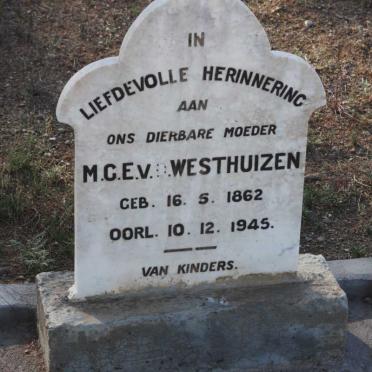 IN
LIEFDEVOLLE HERINNERING
AAN
ONS DIERBARE MOEDER
M.C.E.V. WESTHUIZEN
GEB. 16. 5. 1862
OORL. 10. 12. 1945.
VAN KINDERS.